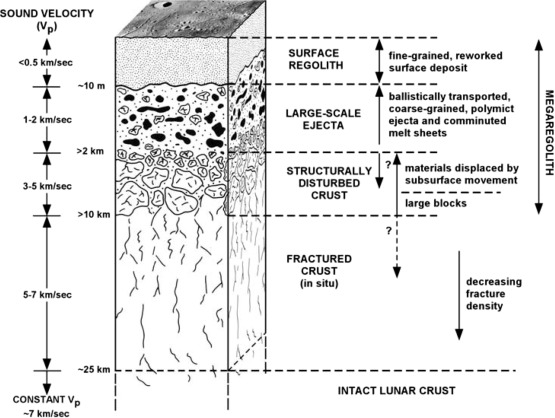 SOUND VELOCITY
(Vp)
<0.5 km/sec
~10 m
1-2 km/sec
>2 km
3-5 km/sec
>10 km
5-7 km/sec
~25 km
CONSTANT Vp
~7 km/sec
SURFACE
REGOLITH
fine-grained, reworked
surface deposit
LARGE-SCALE
EJECTA
ballistically transported,
coarse-grained, polymict
ejecta and comminuted
melt sheets
?
STRUCTURALLY
DISTURBED
CRUST
materials displaced by
subsurface movement
large blocks
?
FRACTURED
CRUST
(in situ)
decreasing
fracture
density
INTACT LUNAR CRUST
MEGAREGOLITH